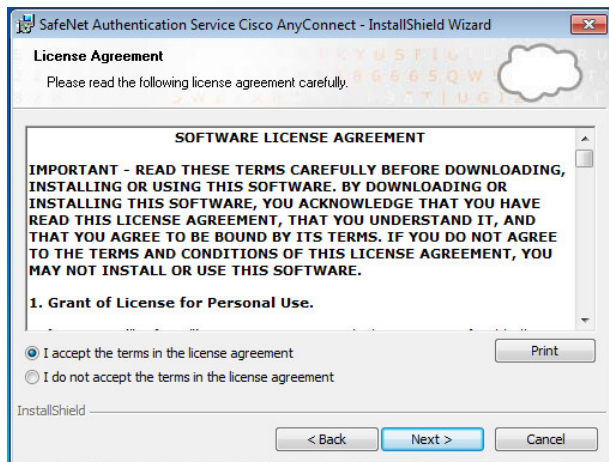 SafeNet Authentication Service Cisco AnyConnect - InstallShield Wizard
License Agreement
Please read the following license agreement carefully.
SOFTWARE LICENSE AGREEMENT
IMPORTANT - READ THESE TERMS CAREFULLY BEFORE DOWNLOADING,
INSTALLING OR USING THIS SOFTWARE. BY DOWNLOADING OR
INSTALLING THIS SOFTWARE, YOU ACKNOWLEDGE THAT YOU HAVE
READ THIS LICENSE AGREEMENT, THAT YOU UNDERSTAND IT, AND
THAT YOU AGREE TO BE BOUND BY ITS TERMS. IF YOU DO NOT AGREE
TO THE TERMS AND CONDITIONS OF THIS LICENSE AGREEMENT, YOU
MAY NOT INSTALL OR USE THIS SOFTWARE.
1. Grant of License for Personal Use.
I accept the terms in the license agreement
Print
I do not accept the terms in the license agreement
InstallShield
< Back
Next >
Cancel